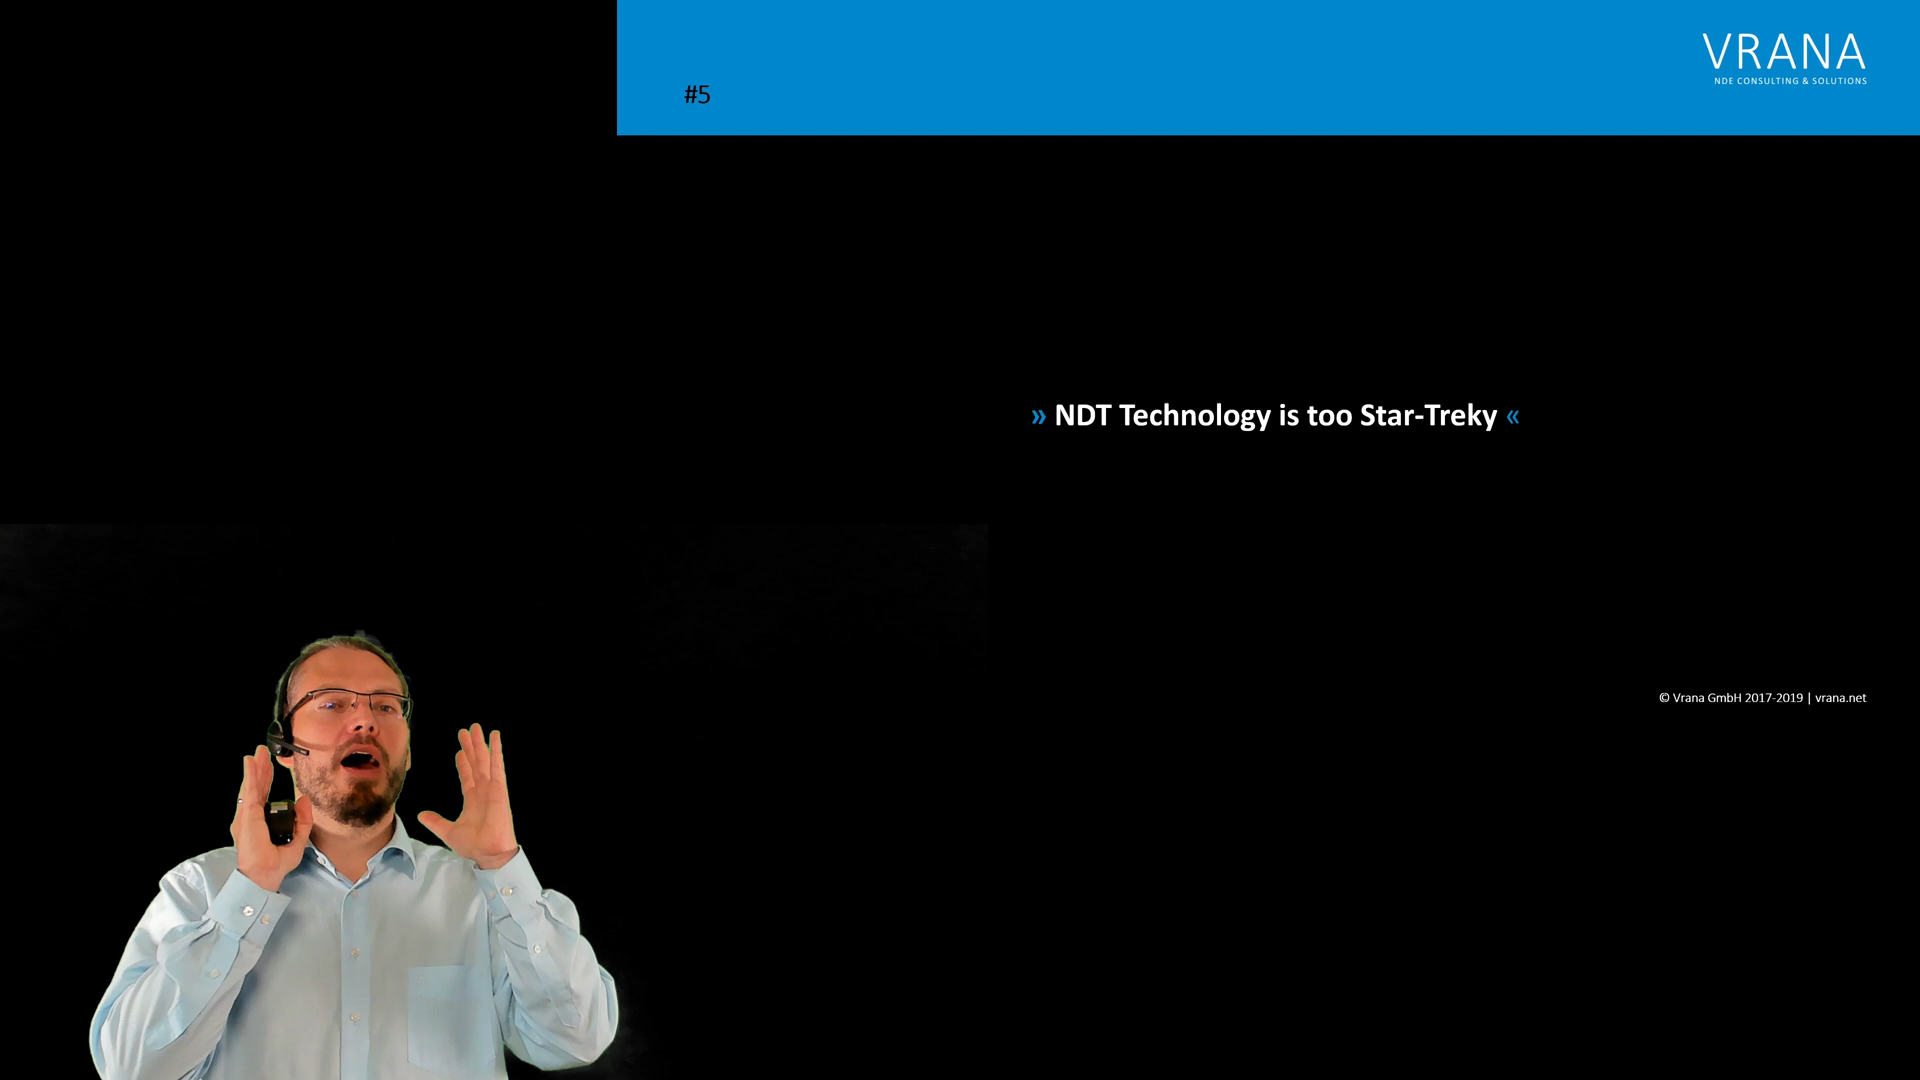 VRANA
NDE CONSULTING & SOLUTIONS
#5
» NDT Technology is too Star-Treky «
© Vrana GmbH 2017-2019 | vrana.net